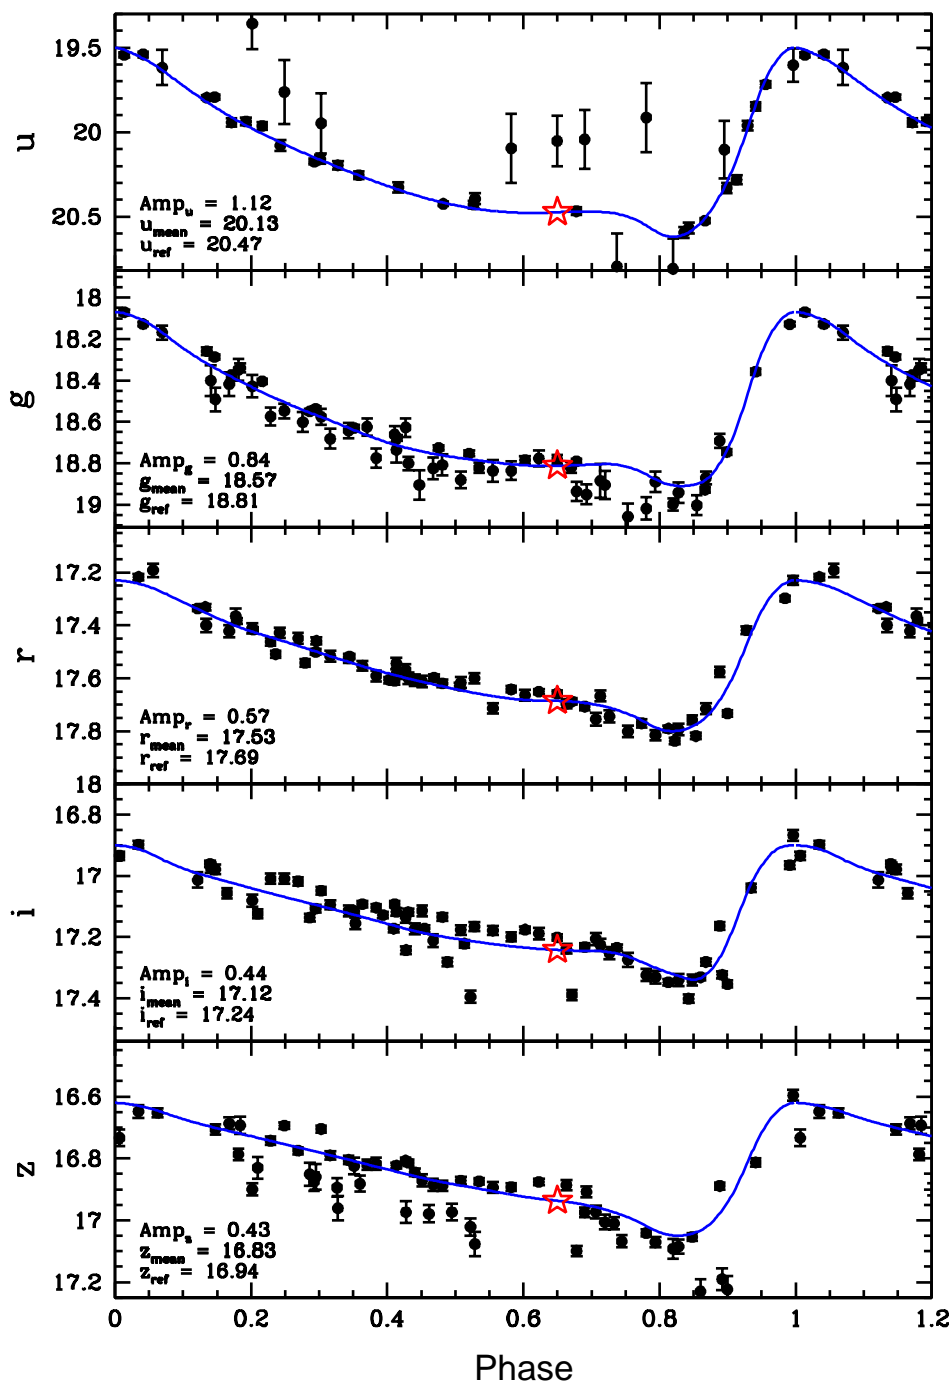 19.5
20
20.5
u
Amp_u = 1.12
u_mean = 20.13
u_ref = 20.47
18
18.2
18.4
18.6
18.8
19
g
Amp_g = 0.84
g_mean = 18.57
g_ref = 18.81
17.2
17.4
17.6
17.8
18
r
Amp_r = 0.57
r_mean = 17.53
r_ref = 17.69
16.8
17
17.2
17.4
i
Amp_i = 0.44
i_mean = 17.12
i_ref = 17.24
16.6
16.8
17
17.2
z
Amp_z = 0.43
z_mean = 16.83
z_ref = 16.94
0 0.2 0.4 0.6 0.8 1 1.2
Phase